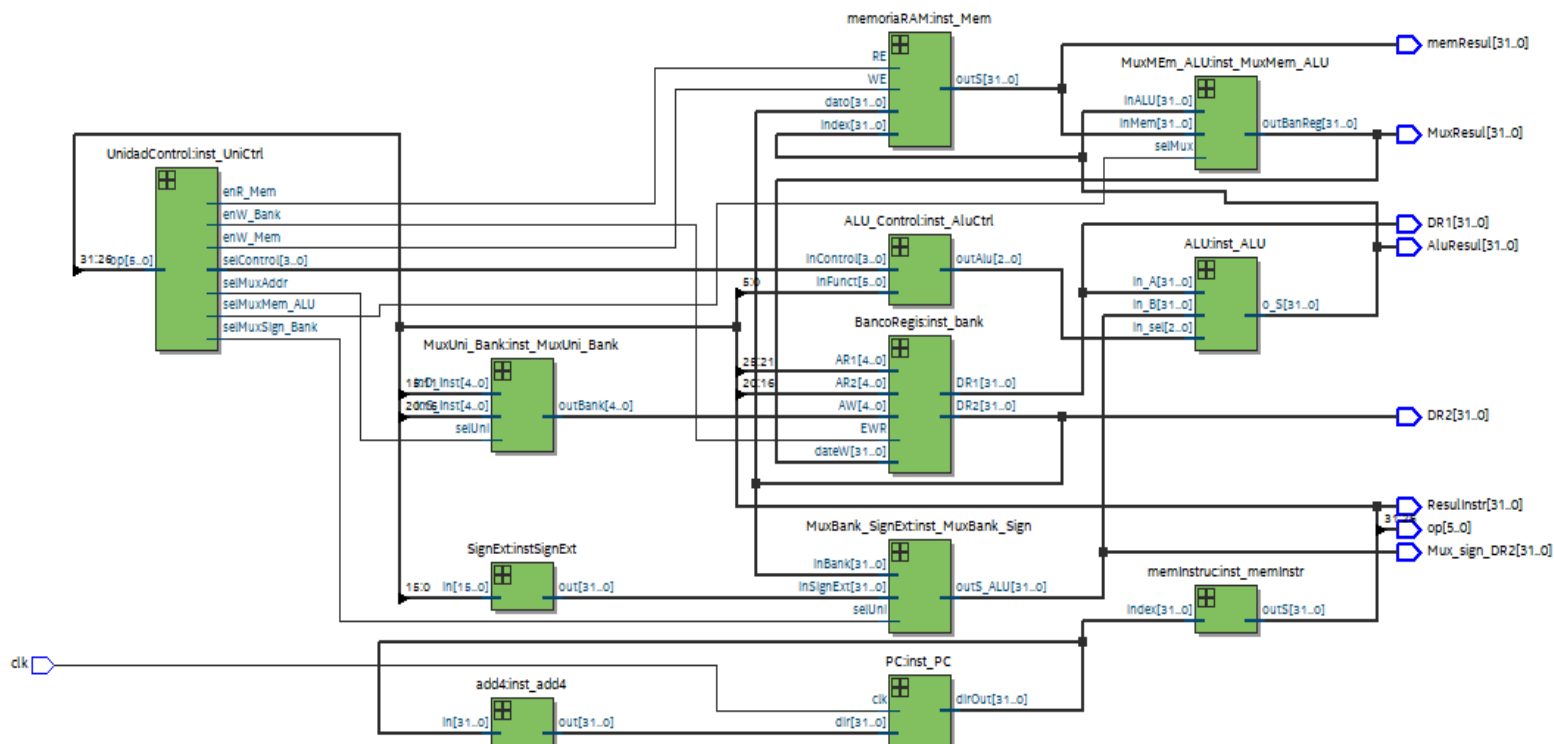 memoriaRAM:inst_Mem
RE
WE
dato[31..0]
index[31..0]
outS[31..0]
memResul[31..0]
MuxMEm_ALU:inst_MuxMem_ALU
inALU[31..0]
inMem[31..0]
selMux
outBanReg[31..0]
MuxResul[31..0]
UnidadControl:inst_UniCtrl
31:26
op[5..0]
enR_Mem
enW_Bank
enW_Mem
selControl[3..0]
selMuxAddr
selMuxMem_ALU
selMuxSign_Bank
ALU_Control:inst_AluCtrl
inControl[3..0]
5:0
inFunct[5..0]
outAlu[2..0]
DR1[31..0]
AluResul[31..0]
ALU:inst_ALU
in_A[31..0]
in_B[31..0]
in_sel[2..0]
o_S[31..0]
MuxUni_Bank:inst_MuxUni_Bank
selUni
outBank[4..0]
BancoRegis:inst_bank
25:21
AR1[4..0]
20:16
AR2[4..0]
AW[4..0]
EWR
dateW[31..0]
DR1[31..0]
DR2[31..0]
DR2[31..0]
ResulInstr[31..0]
op[5..0]
Mux_sign_DR2[31..0]
SignExt:instSignExt
15:0
in[15..0]
out[31..0]
MuxBank_SignExt:inst_MuxBank_Sign
inBank[31..0]
inSignExt[31..0]
selUni
outS_ALU[31..0]
memInstruc:inst_memInstr
index[31..0]
outS[31..0]
clk
add4:inst_add4
in[31..0]
out[31..0]
PC:inst_PC
clk
dir[31..0]
dirOut[31..0]